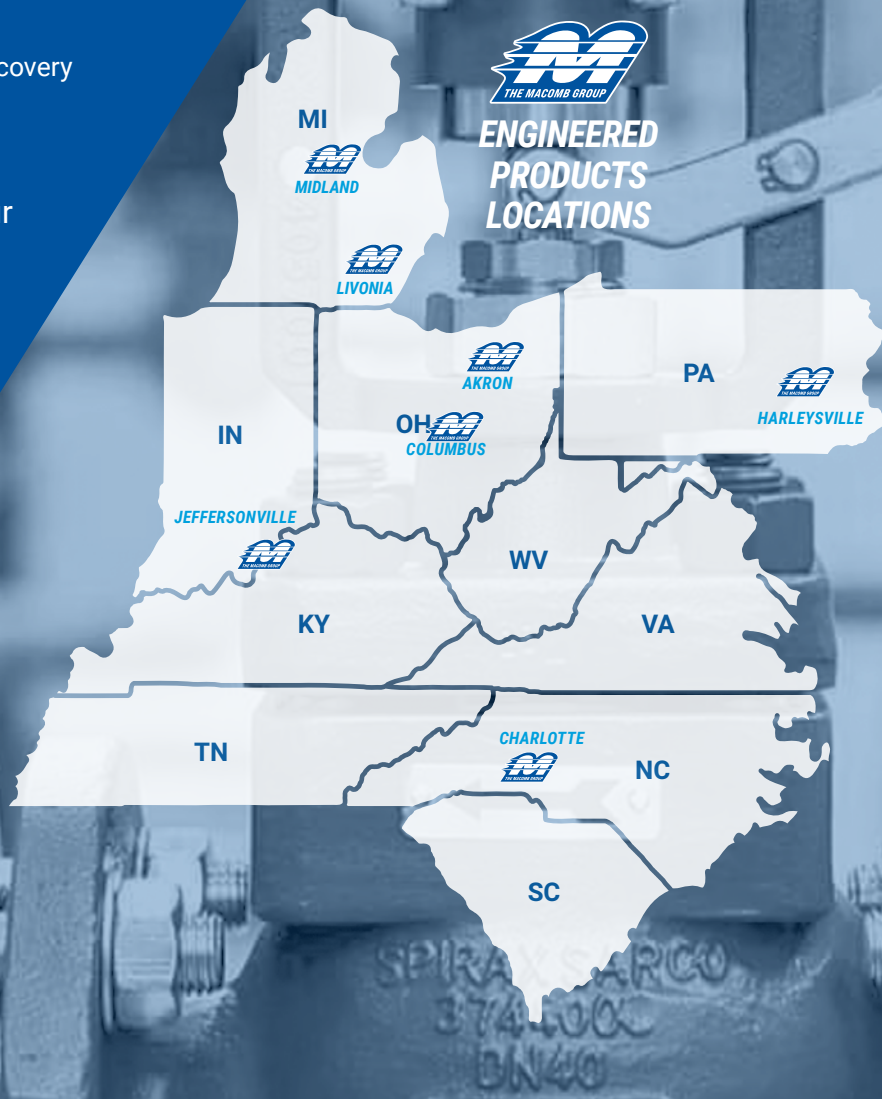 covery
r
THE MACOMB GROUP
ENGINEERED
PRODUCTS
LOCATIONS
MI
THE MACOMB GROUP
MIDLAND
THE MACOMB GROUP
LIVONIA
THE MACOMB GROUP
AKRON
PA
THE MACOMB GROUP
HARLEYSVILLE
OH
THE MACOMB GROUP
COLUMBUS
IN
JEFFERSONVILLE
THE MACOMB GROUP
WV
KY
VA
TN
CHARLOTTE
THE MACOMB GROUP
NC
SC
SPIRAX SARCO
DN40